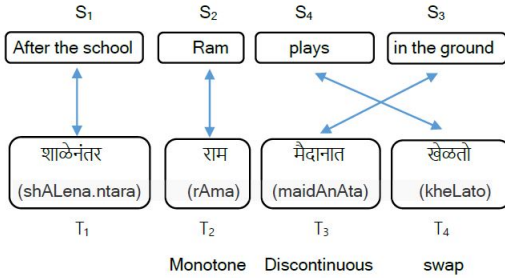 S₁ S₂ S₄ S₃
After the school Ram plays in the ground
शाळेनंतर राम मैदानात खेळतो
(shALena.ntara) (rAma) (maidAnAta) (kheLato)
T₁ T₂ T₃ T₄
Monotone Discontinuous swap